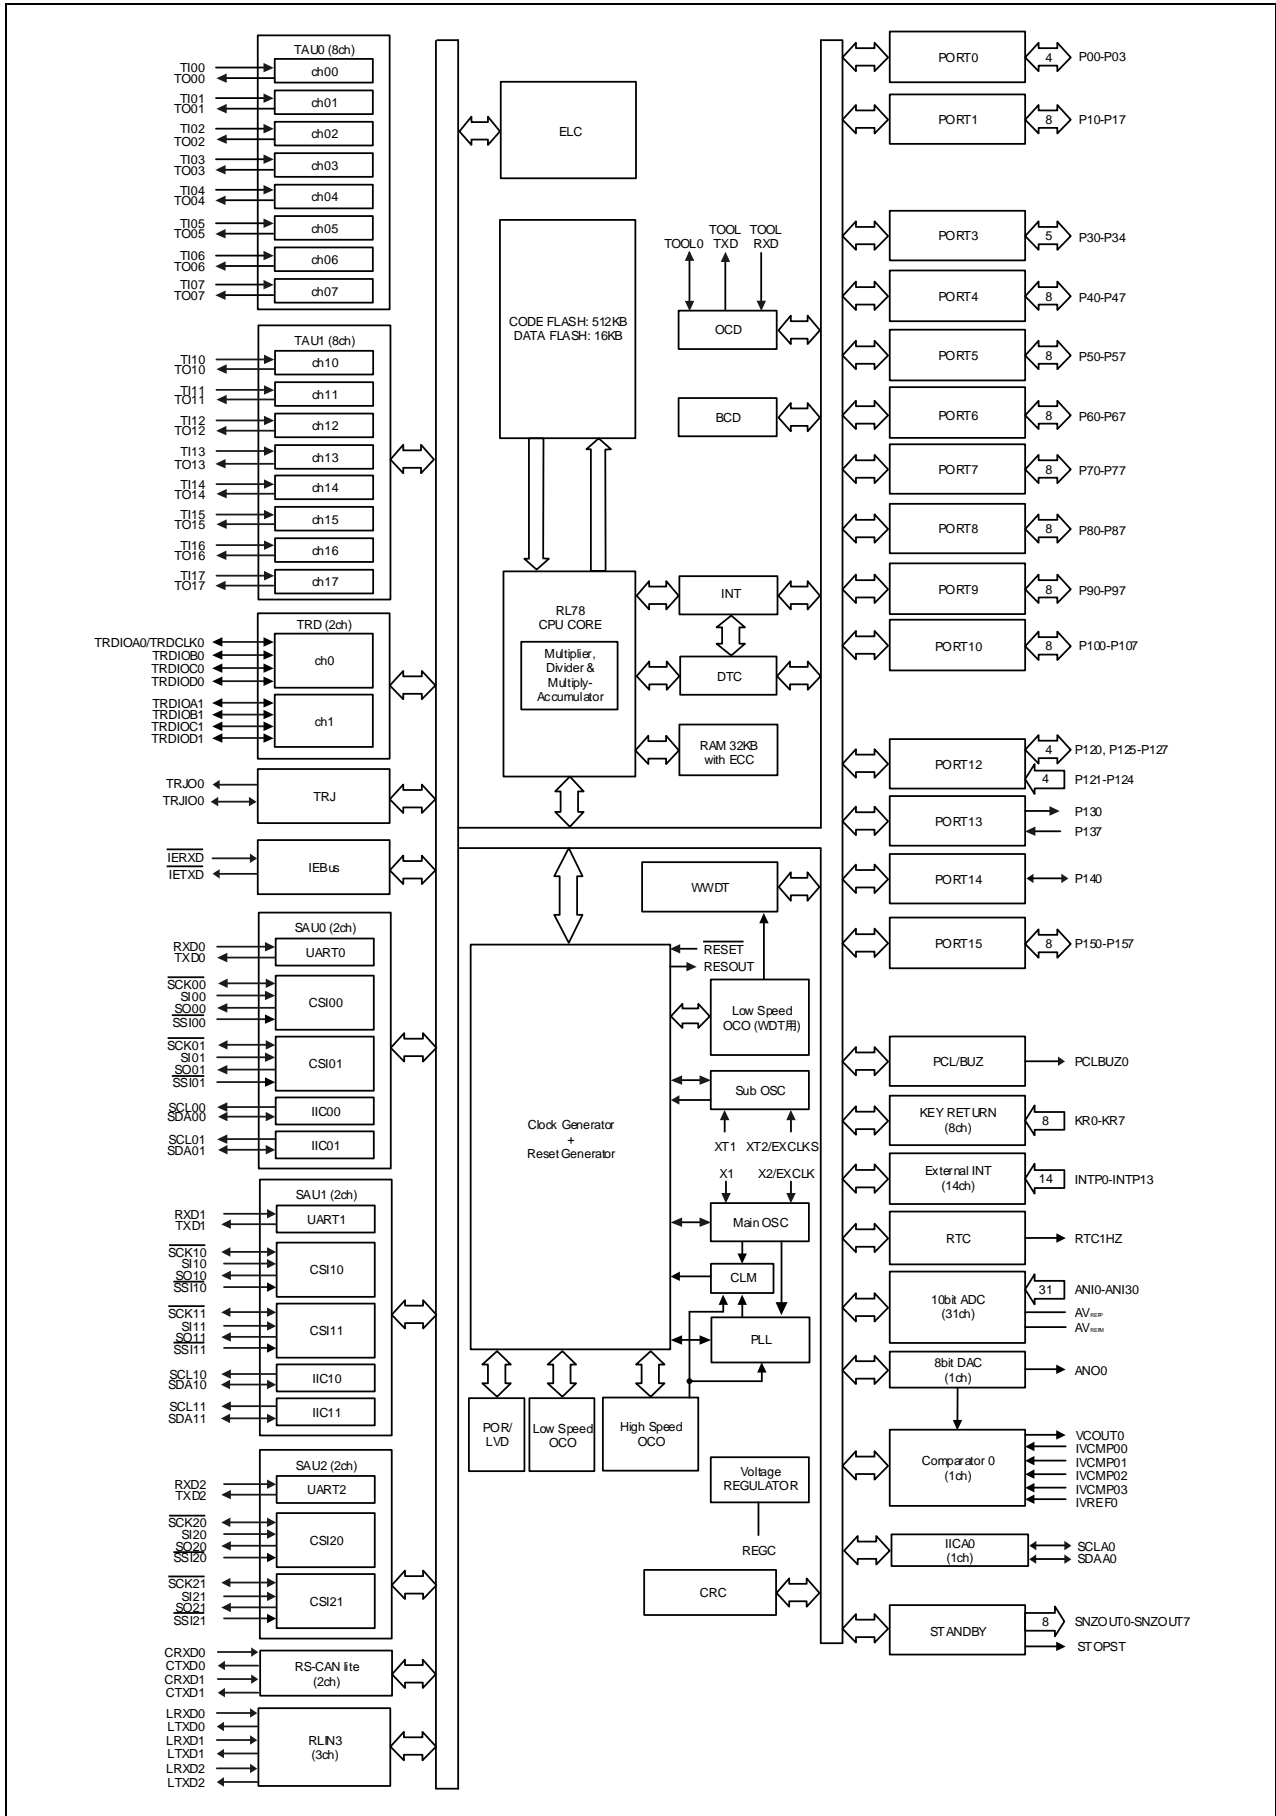 TAU0 (8ch)
TI00
TO00
ch00
TI01
TO01
ch01
TI02
TO02
ch02
TI03
TO03
ch03
TI04
TO04
ch04
TI05
TO05
ch05
TI06
TO06
ch06
TI07
TO07
ch07
TAU1 (8ch)
TI10
TO10
ch10
TI11
TO11
ch11
TI12
TO12
ch12
TI13
TO13
ch13
TI14
TO14
ch14
TI15
TO15
ch15
TI16
TO16
ch16
TI17
TO17
ch17
TRD (2ch)
TRDIOA0/TRDCLK0
TRDIOB0
TRDIOC0
TRDIOD0
ch0
TRDIOA1
TRDIOB1
TRDIOC1
TRDIOD1
ch1
TRJO0
TRJIO0
TRJ
IERXD
IETXD
IEBus
SAU0 (2ch)
RXD0
TXD0
UART0
SCK00
SI00
SO00
SSI00
CSI00
SCK01
SI01
SO01
SSI01
CSI01
SCL00
SDA00
IIC00
SCL01
SDA01
IIC01
SAU1 (2ch)
RXD1
TXD1
UART1
SCK10
SI10
SO10
SSI10
CSI10
SCK11
SI11
SO11
SSI11
CSI11
SCL10
SDA10
IIC10
SCL11
SDA11
IIC11
SAU2 (2ch)
RXD2
TXD2
UART2
SCK20
SI20
SO20
SSI20
CSI20
SCK21
SI21
SO21
SSI21
CSI21
CRXD0
CTXD0
CRXD1
CTXD1
RS-CAN lite
(2ch)
LRXD0
LTXD0
LRXD1
LTXD1
LRXD2
LTXD2
RLIN3
(3ch)
ELC
CODE FLASH: 512KB
DATA FLASH: 16KB
TOOL0
TOOL
TXD
TOOL
RXD
OCD
BCD
RL78
CPU CORE
Multiplier,
Divider &
Multiply-
Accumulator
INT
DTC
RAM 32KB
with ECC
WWDT
RESET
RESOUT
Low Speed
OCO (WDT用)
Sub OSC
XT1
XT2/EXCLKS
X1
X2/EXCLK
Clock Generator
+
Reset Generator
Main OSC
CLM
PLL
POR/
LVD
Low Speed
OCO
High Speed
OCO
Voltage
REGULATOR
REGC
CRC
PORT0
4
P00-P03
PORT1
8
P10-P17
PORT3
5
P30-P34
PORT4
8
P40-P47
PORT5
8
P50-P57
PORT6
8
P60-P67
PORT7
8
P70-P77
PORT8
8
P80-P87
PORT9
8
P90-P97
PORT10
8
P100-P107
PORT12
4
P120, P125-P127
4
P121-P124
PORT13
P130
P137
PORT14
P140
PORT15
8
P150-P157
PCL/BUZ
PCLBUZ0
KEY RETURN
(8ch)
8
KR0-KR7
External INT
(14ch)
14
INTP0-INTP13
RTC
RTC1HZ
10bit ADC
(31ch)
31
ANI0-ANI30
AVREFP
AVREFM
8bit DAC
(1ch)
ANO0
Comparator 0
(1ch)
VCOUT0
IVCMP00
IVCMP01
IVCMP02
IVCMP03
IVREF0
IICA0
(1ch)
SCLA0
SDAA0
STANDBY
8
SNZOUT0-SNZOUT7
STOPST